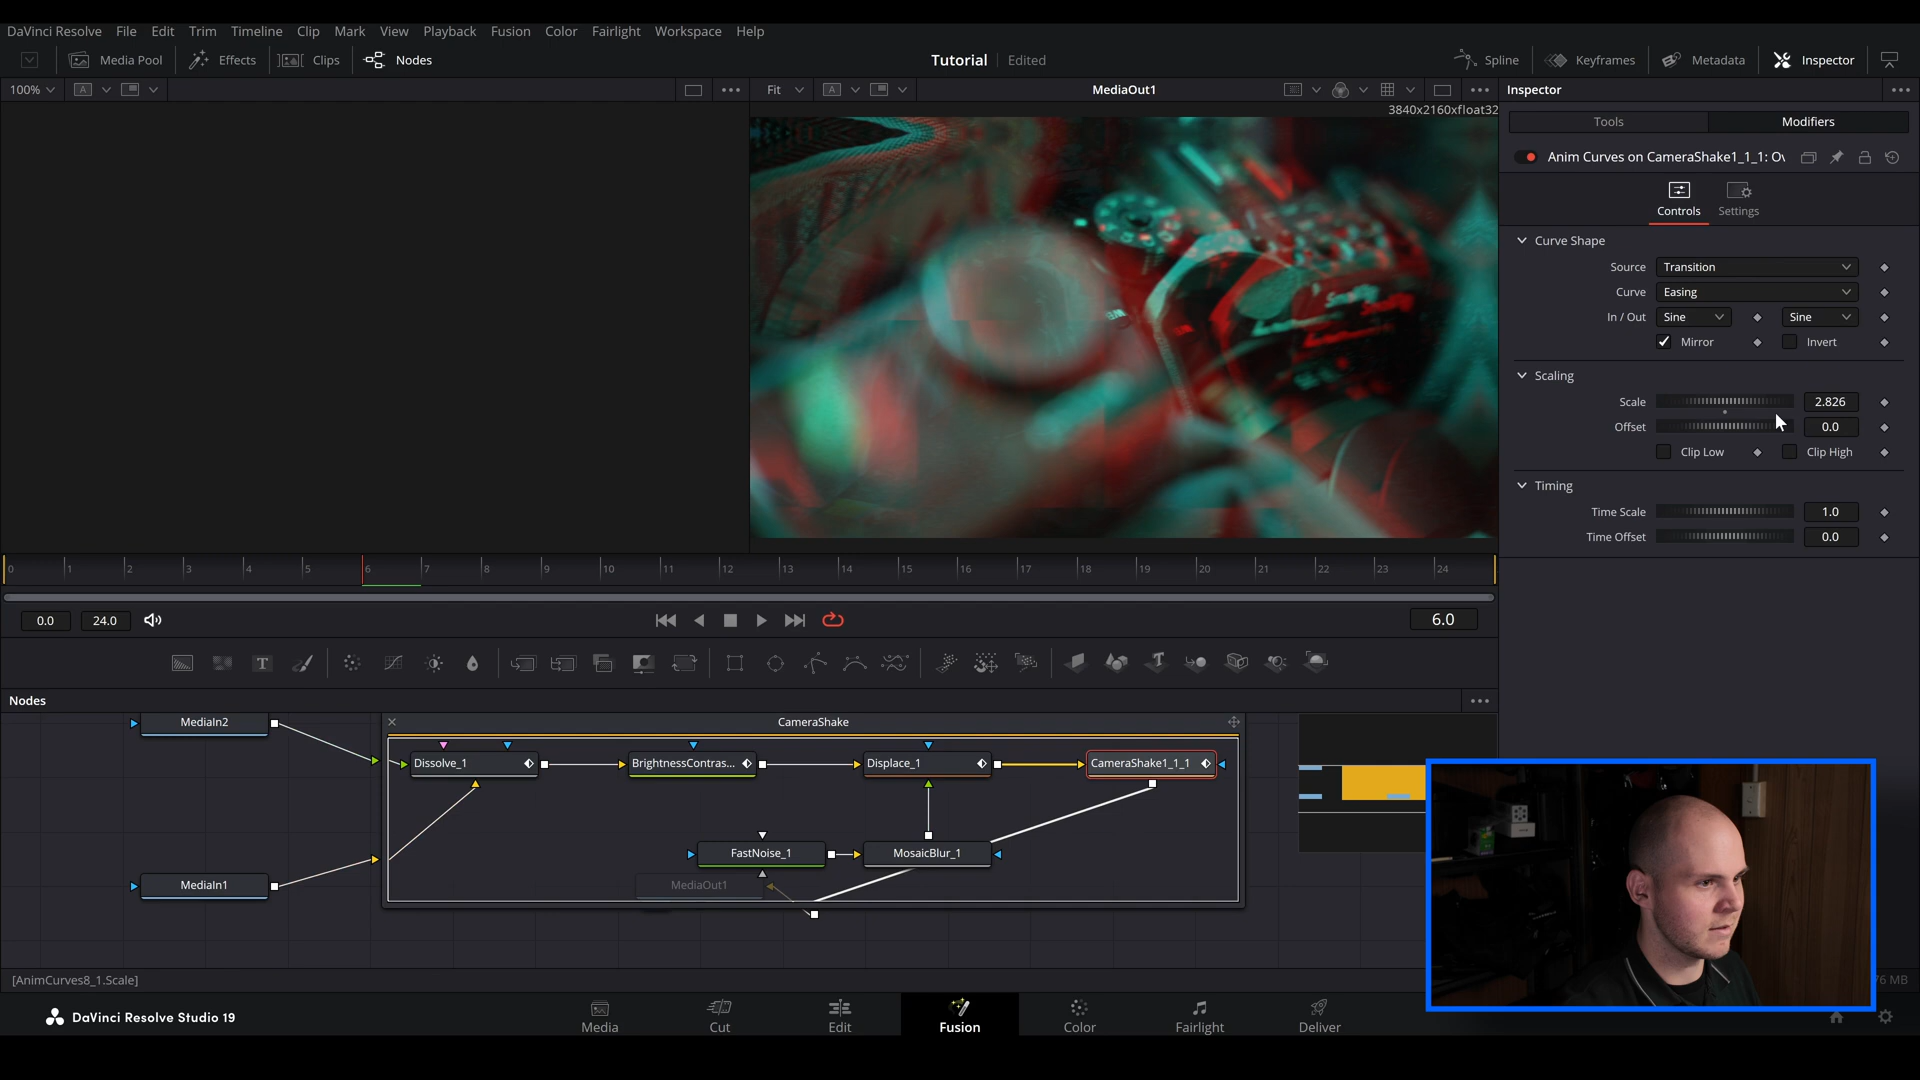 DaVinci Resolve File Edit Trim Timeline Clip Mark View Playback Fusion Color Fairlight Workspace Help
Media Pool Effects Clips Nodes Tutorial Edited Spline Keyframes Metadata Inspector
100% A Fit A MediaOut1 Inspector
3840x2160xfloat32
Tools Modifiers
Anim Curves on CameraShake1_1_1: Ov
Controls Settings
Curve Shape
Source Transition
Curve Easing
In / Out Sine Sine
Mirror Invert
Scaling
Scale 2.826
Offset 0.0
Clip Low Clip High
Timing
Time Scale 1.0
Time Offset 0.0
0 1 2 3 4 5 6 7 8 9 10 11 12 13 14 15 16 17 18 19 20 21 22 23 24
0.0 24.0 6.0
T
Nodes
MediaIn2 CameraShake
Dissolve_1 BrightnessContras... Displace_1 CameraShake1_1_1
FastNoise_1 MosaicBlur_1
MediaIn1 MediaOut1
[AnimCurves8_1.Scale] 76 MB
DaVinci Resolve Studio 19 Media Cut Edit Fusion Color Fairlight Deliver